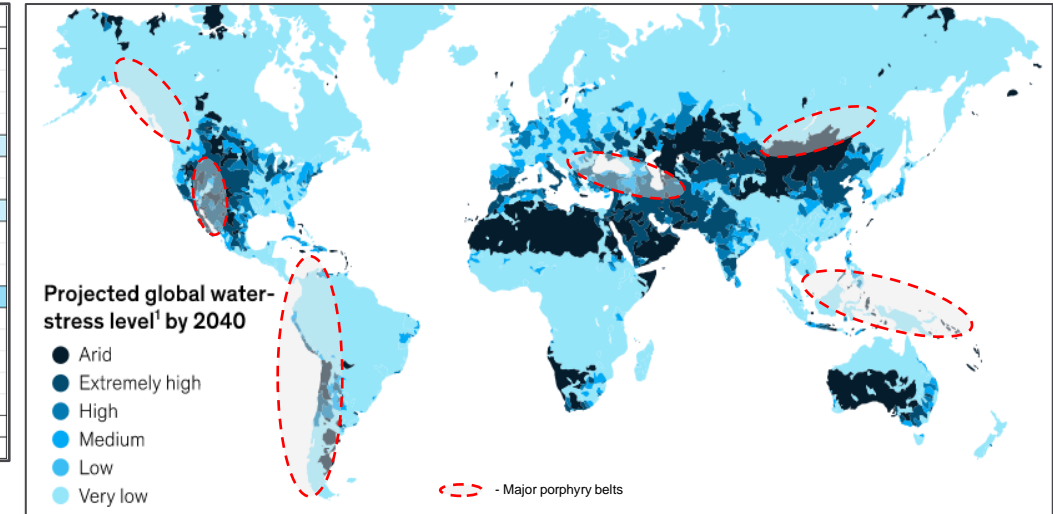 Projected global water-
stress level¹ by 2040
Arid
Extremely high
High
Medium
Low
Very low
- Major porphyry belts